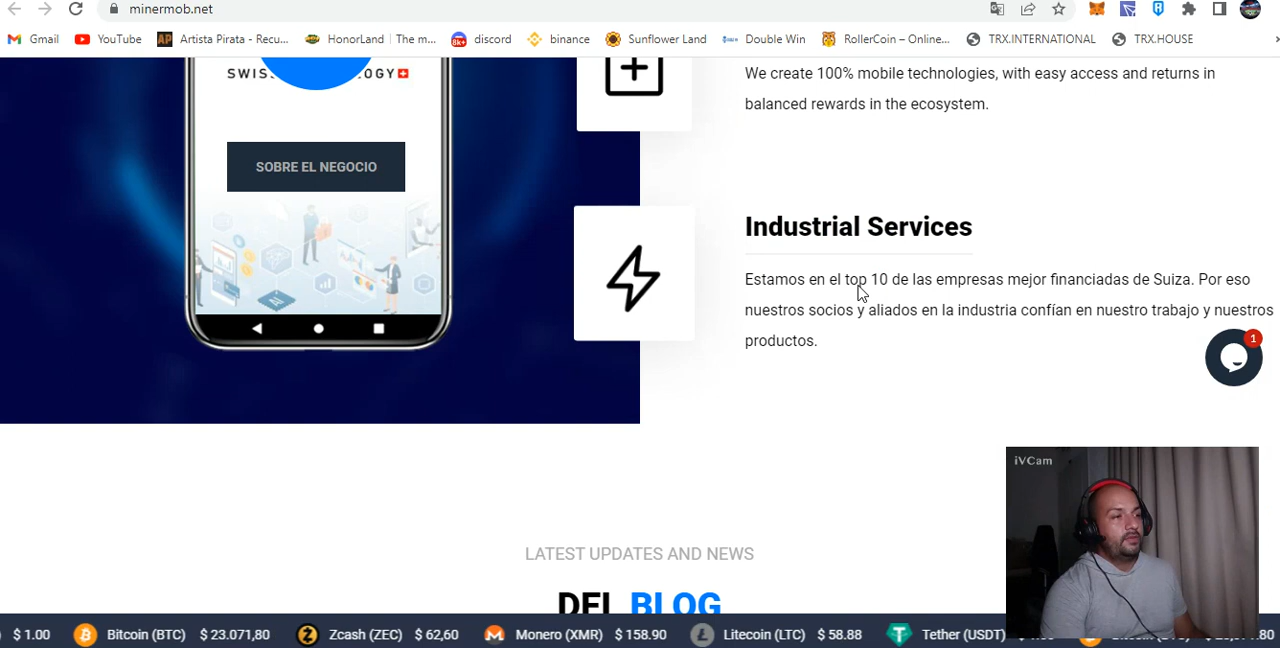 minermob.net
Gmail YouTube Artista Pirata - Recu... HonorLand | The m... discord binance Sunflower Land Double Win RollerCoin – Online... TRX.INTERNATIONAL TRX.HOUSE
We create 100% mobile technologies, with easy access and returns in
balanced rewards in the ecosystem.
SOBRE EL NEGOCIO
Industrial Services
Estamos en el top 10 de las empresas mejor financiadas de Suiza. Por eso
nuestros socios y aliados en la industria confían en nuestro trabajo y nuestros
productos.
1
iVCam
LATEST UPDATES AND NEWS
DEL BLOG
$ 1.00 Bitcoin (BTC) $ 23.071,80 Zcash (ZEC) $ 62,60 Monero (XMR) $ 158.90 Litecoin (LTC) $ 58.88 Tether (USDT)